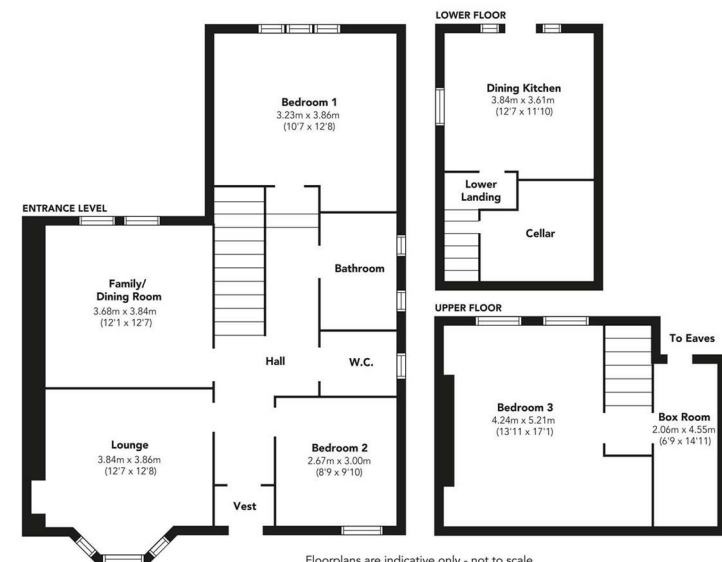 LOWER FLOOR
Bedroom 1
3.23m x 3.86m
(10'7 x 12'8)
Dining Kitchen
3.84m x 3.61m
(12'7 x 11'10)
Lower
Landing
Cellar
ENTRANCE LEVEL
Family/
Dining Room
3.68m x 3.84m
(12'1 x 12'7)
Bathroom
Hall
W.C.
Lounge
3.84m x 3.86m
(12'7 x 12'8)
Bedroom 2
2.67m x 3.00m
(8'9 x 9'10)
Vest
UPPER FLOOR
To Eaves
Bedroom 3
4.24m x 5.21m
(13'11 x 17'1)
Box Room
2.06m x 4.55m
(6'9 x 14'11)
Floorplans are indicative only - not to scale